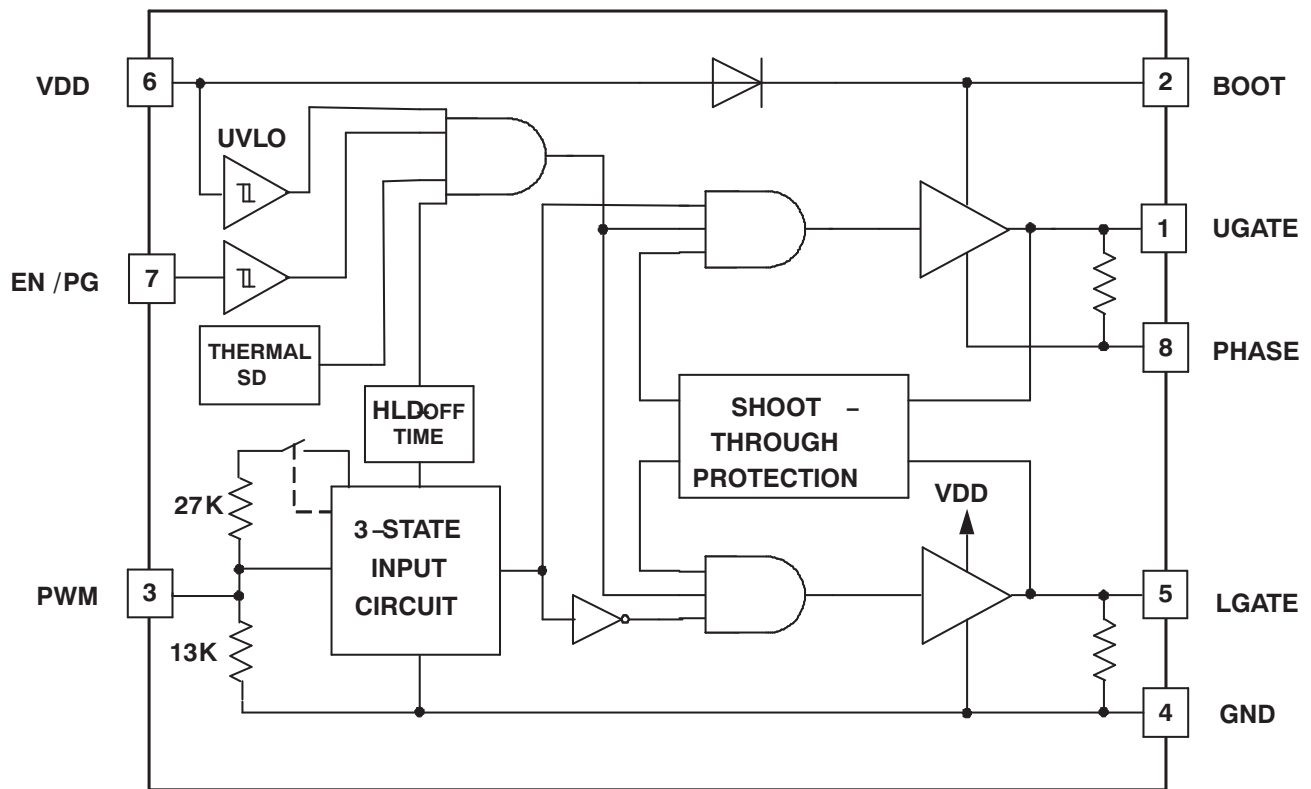 VDD
6
2
BOOT
UVLO
1
UGATE
EN /PG
7
THERMAL
SD
8
PHASE
HLD-OFF
TIME
SHOOT –
THROUGH
PROTECTION
27K
VDD
3–STATE
INPUT
CIRCUIT
PWM
3
5
LGATE
13K
4
GND